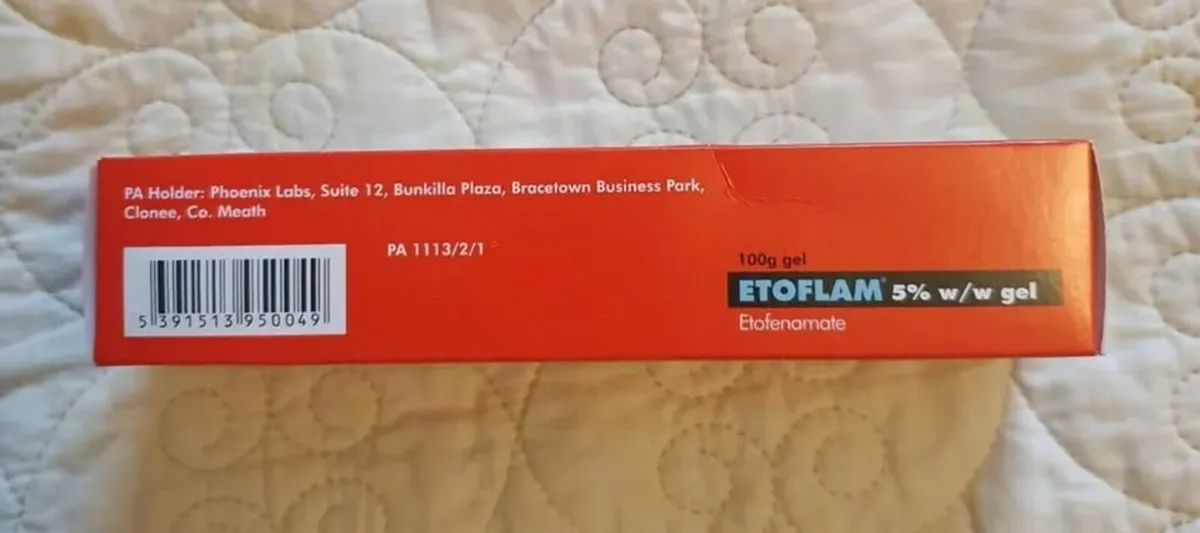 PA Holder: Phoenix Labs, Suite 12, Bunkilla Plaza, Bracetown Business Park,
Clonee, Co. Meath
PA 1113/2/1
5 391513 950049
100g gel
ETOFLAM® 5% w/w gel
Etofenamate